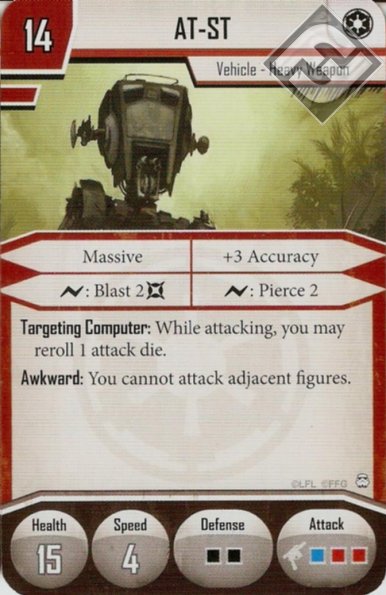 14
AT-ST
Vehicle - Heavy Weapon
Massive
+3 Accuracy
: Blast 2
: Pierce 2
Targeting Computer: While attacking, you may
reroll 1 attack die.
Awkward: You cannot attack adjacent figures.
©LFL ©FFG
Health
Speed
Defense
Attack
15
4